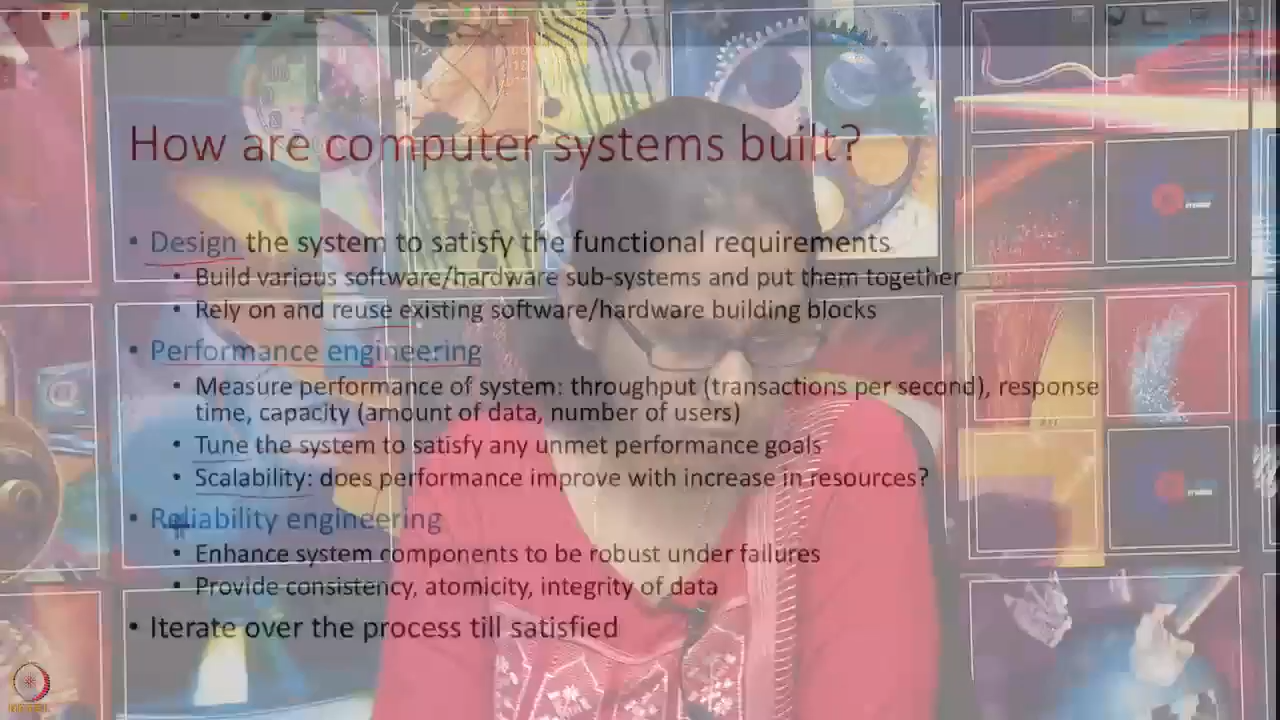 How are computer systems built?
• Design the system to satisfy the functional requirements
• Build various software/hardware sub-systems and put them together
• Rely on and reuse existing software/hardware building blocks
• Performance engineering
• Measure performance of system: throughput (transactions per second), response
time, capacity (amount of data, number of users)
• Tune the system to satisfy any unmet performance goals
• Scalability: does performance improve with increase in resources?
• Reliability engineering
• Enhance system components to be robust under failures
• Provide consistency, atomicity, integrity of data
• Iterate over the process till satisfied
NPTEL